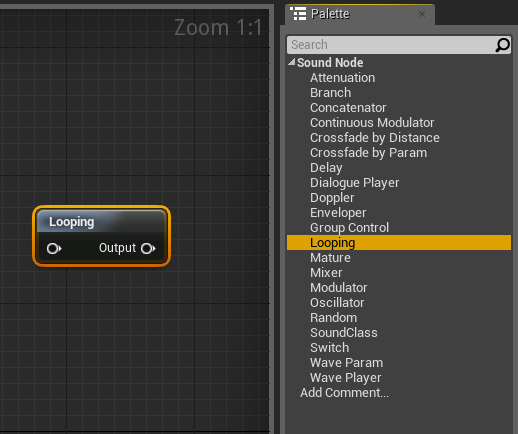 Zoom 1:1
Looping
Output
Palette
Search
Sound Node
Attenuation
Branch
Concatenator
Continuous Modulator
Crossfade by Distance
Crossfade by Param
Delay
Dialogue Player
Doppler
Enveloper
Group Control
Looping
Mature
Mixer
Modulator
Oscillator
Random
SoundClass
Switch
Wave Param
Wave Player
Add Comment...